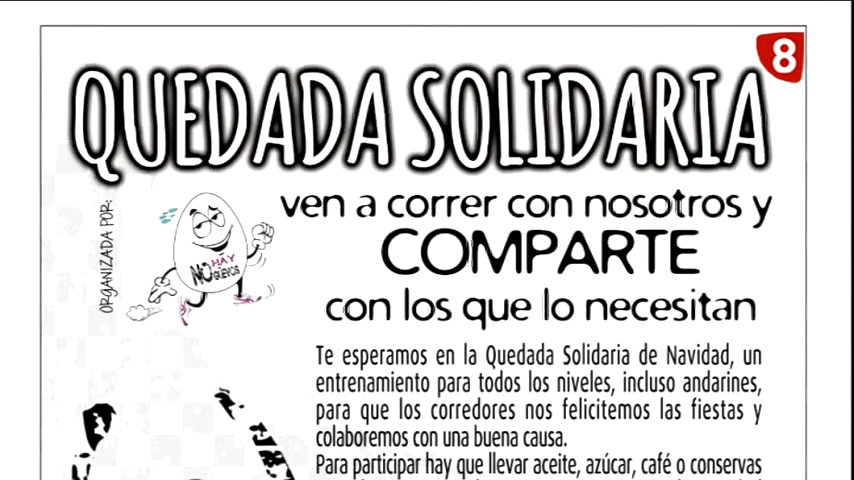 8
QUEDADA SOLIDARIA
ORGANIZADA POR:
NO HAY
GÜEVOS
ven a correr con nosotros y
COMPARTE
con los que lo necesitan
Te esperamos en la Quedada Solidaria de Navidad, un
entrenamiento para todos los niveles, incluso andarines,
para que los corredores nos felicitemos las fiestas y
colaboremos con una buena causa.
Para participar hay que llevar aceite, azúcar, café o conservas